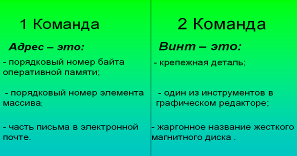 1 Команда
Адрес – это:
- порядковый номер байта
оперативной памяти;
- порядковый номер элемента
массива;
- часть письма в электронной
почте.
2 Команда
Винт – это:
- крепежная деталь;
- один из инструментов в
графическом редакторе;
- жаргонное название жесткого
магнитного диска .